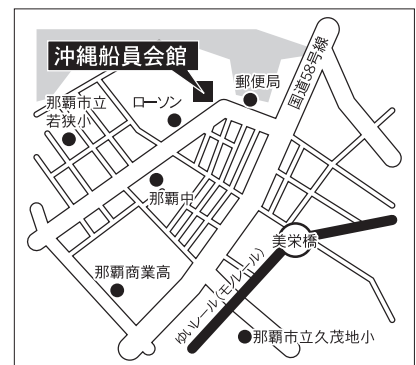 沖縄船員会館
郵便局
国道58号線
ローソン
那覇市立
若狭小
那覇中
美栄橋
那覇商業高
ゆいレール(モノレール)
那覇市立久茂地小